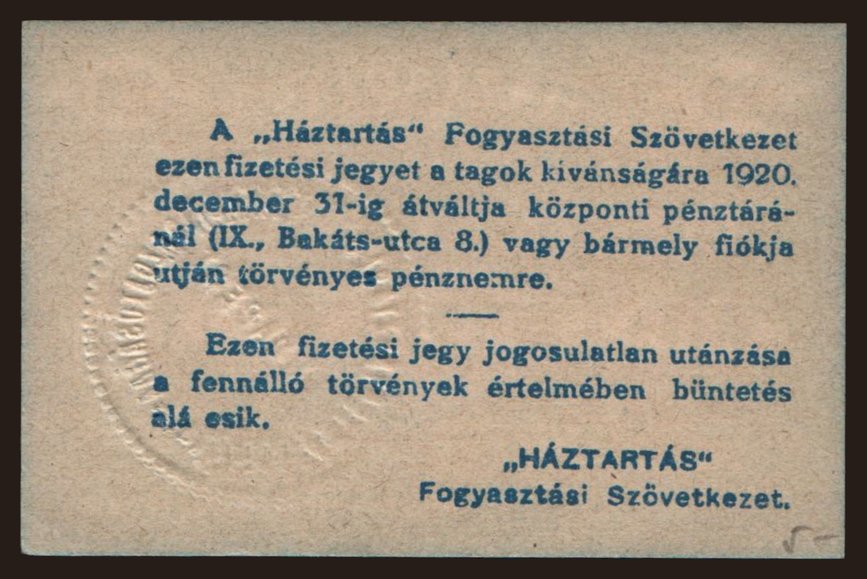 A „Háztartás“ Fogyasztási Szövetkezet
ezen fizetési jegyet a tagok kívánságára 1920.
december 31-ig átváltja központi pénztárá-
nál (IX., Bakáts-utca 8.) vagy bármely fiókja
utján törvényes pénznemre.
Ezen fizetési jegy jogosulatlan utánzása
a fennálló törvények értelmében büntetés
alá esik.
„HÁZTARTÁS“
Fogyasztási Szövetkezet.
5 –